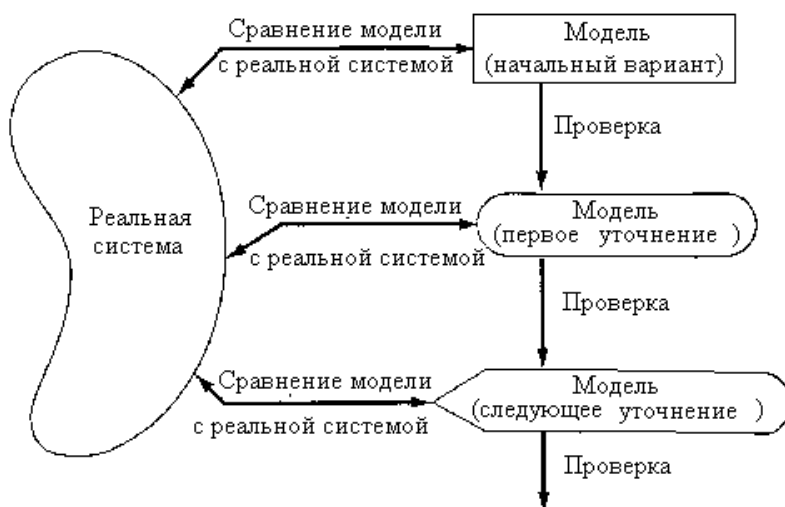 Сравнение модели
с реальной системой
Модель
(начальный вариант)
Проверка
Реальная
система
Сравнение модели
с реальной системой
Модель
(первое уточнение )
Проверка
Сравнение модели
с реальной системой
Модель
(следующее уточнение )
Проверка